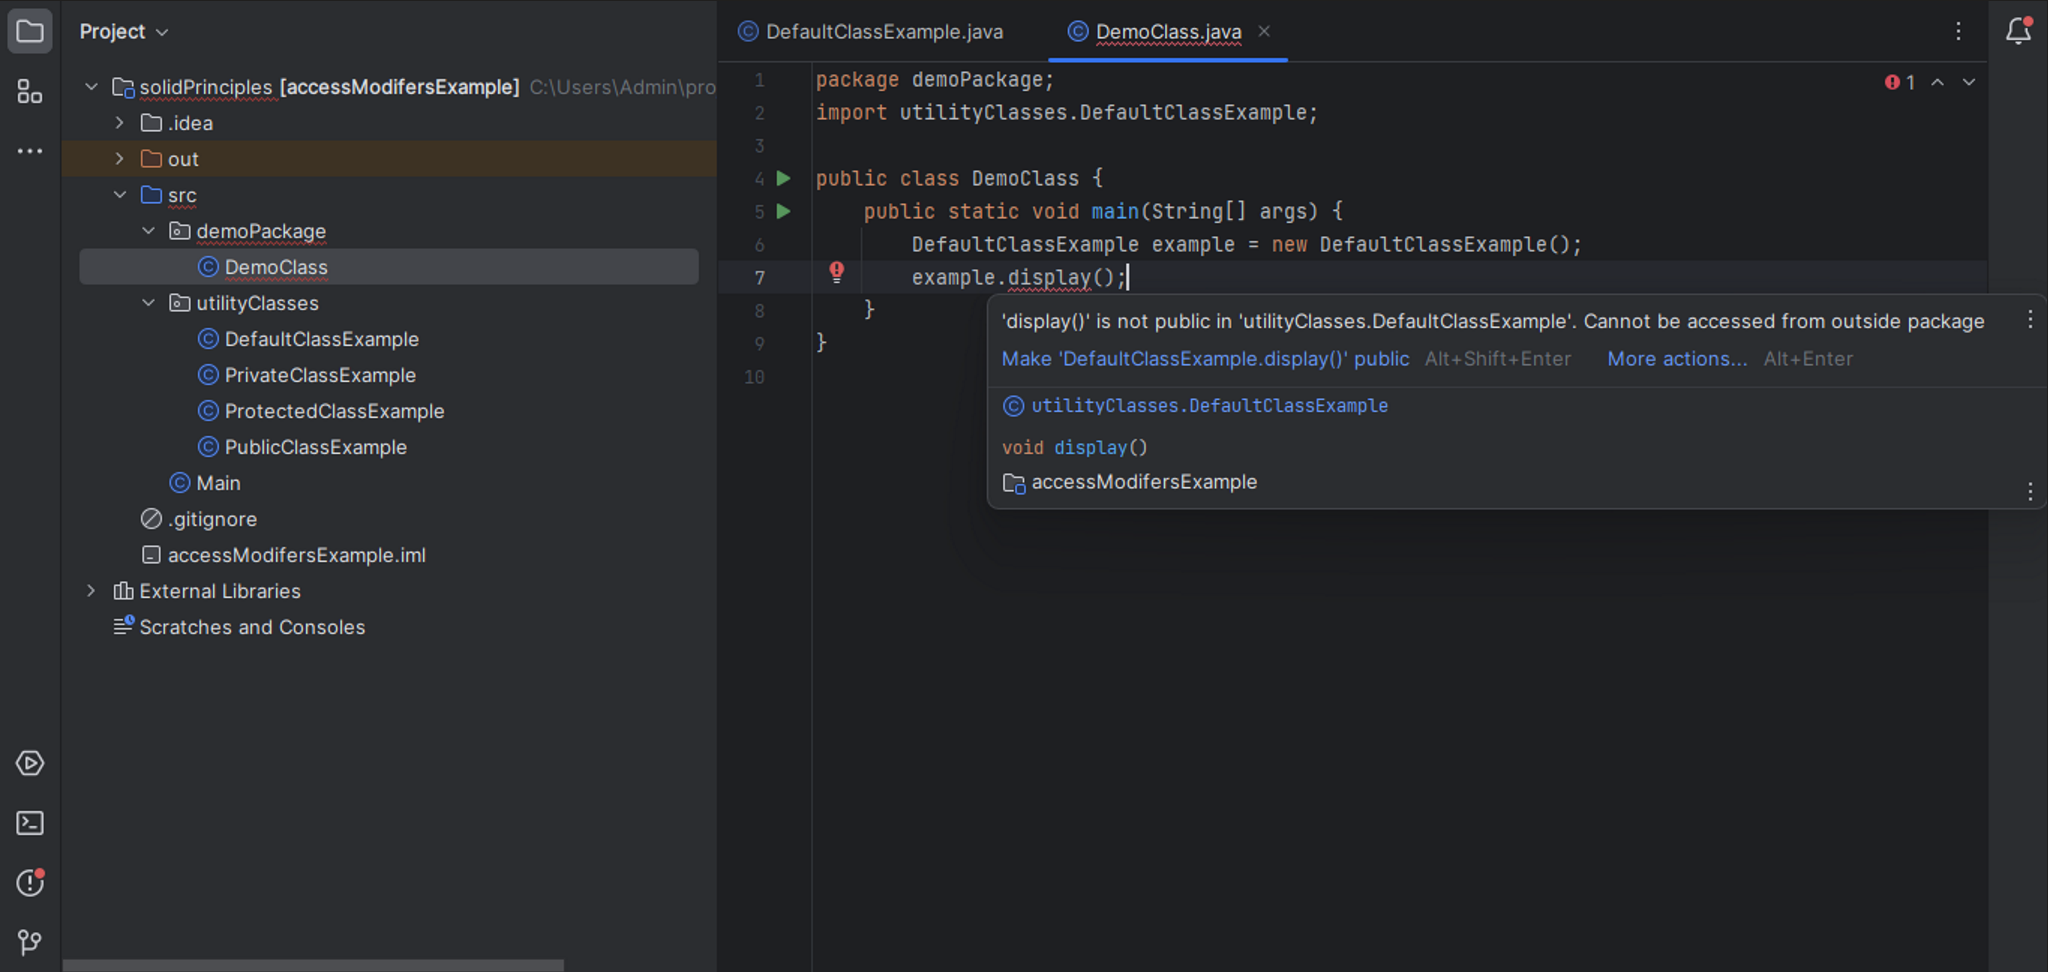 Project
solidPrinciples [accessModifersExample] C:\Users\Admin\pro
.idea
out
src
demoPackage
DemoClass
utilityClasses
DefaultClassExample
PrivateClassExample
ProtectedClassExample
PublicClassExample
Main
.gitignore
accessModifersExample.iml
External Libraries
Scratches and Consoles
DefaultClassExample.java DemoClass.java
1 package demoPackage;
1
2 import utilityClasses.DefaultClassExample;
3
4 public class DemoClass {
5 public static void main(String[] args) {
6 DefaultClassExample example = new DefaultClassExample();
7 example.display();
8 }
9 }
10
'display()' is not public in 'utilityClasses.DefaultClassExample'. Cannot be accessed from outside package
Make 'DefaultClassExample.display()' public Alt+Shift+Enter More actions... Alt+Enter
utilityClasses.DefaultClassExample
void display()
accessModifersExample